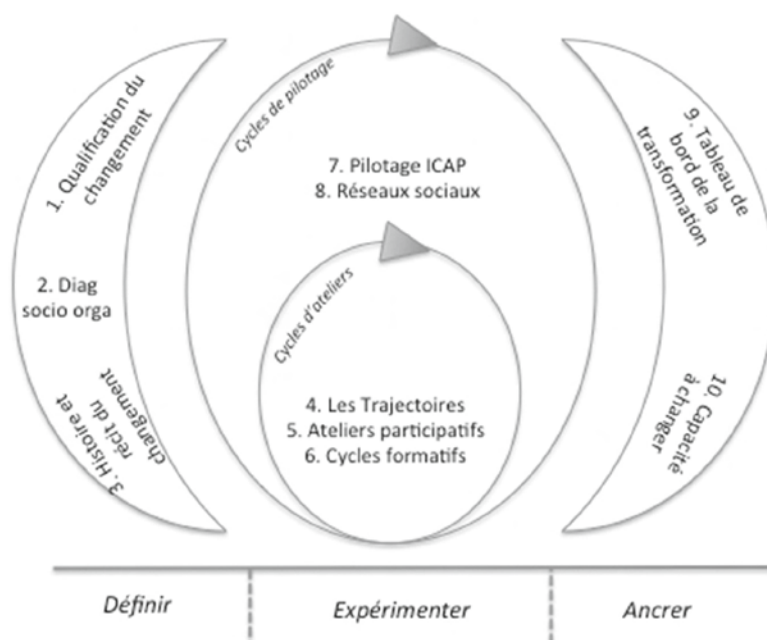 1. Qualification du
changement
2. Diag
socio orga
3. Histoire et
récit du
changement
Cycles de pilotage
7. Pilotage ICAP
8. Réseaux sociaux
Cycles d'ateliers
4. Les Trajectoires
5. Ateliers participatifs
6. Cycles formatifs
9. Tableau de
bord de la
transformation
10. Capacité
à changer
Définir
Expérimenter
Ancrer